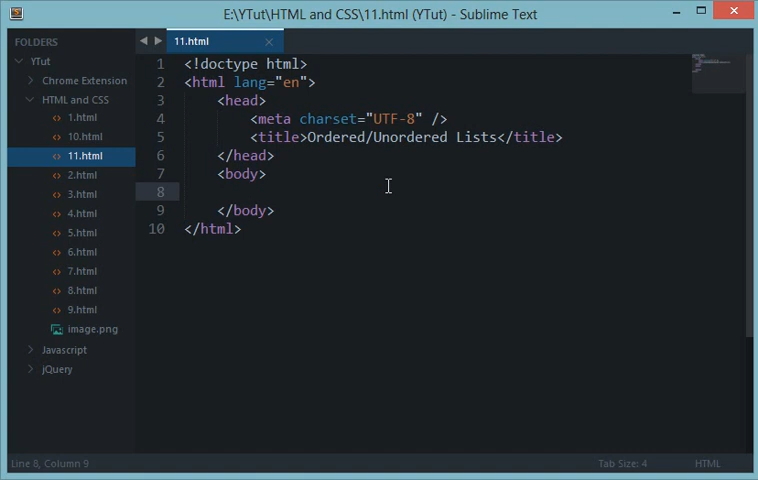 E:\YTut\HTML and CSS\11.html (YTut) - Sublime Text
FOLDERS
YTut
Chrome Extension
HTML and CSS
1.html
10.html
11.html
2.html
3.html
4.html
5.html
6.html
7.html
8.html
9.html
image.png
Javascript
jQuery
11.html
1 <!doctype html>
2 <html lang="en">
3 <head>
4 <meta charset="UTF-8" />
5 <title>Ordered/Unordered Lists</title>
6 </head>
7 <body>
8
9 </body>
10 </html>
Line 8, Column 9
Tab Size: 4
HTML